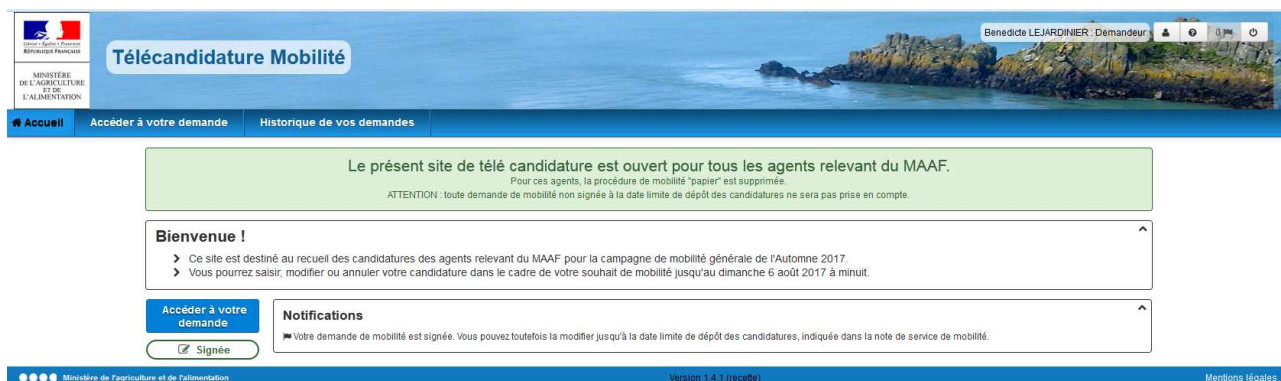 Liberté • Égalité • Fraternité
RÉPUBLIQUE FRANÇAISE
MINISTÈRE
DE L'AGRICULTURE
ET DE
L'ALIMENTATION
Télécandidature Mobilité
Benedicte LEJARDINIER : Demandeur
0
Accueil
Accéder à votre demande
Historique de vos demandes
Le présent site de télé candidature est ouvert pour tous les agents relevant du MAAF.
Pour ces agents, la procédure de mobilité "papier" est supprimée.
ATTENTION : toute demande de mobilité non signée à la date limite de dépôt des candidatures ne sera pas prise en compte.
Bienvenue !
Ce site est destiné au recueil des candidatures des agents relevant du MAAF pour la campagne de mobilité générale de l'Automne 2017.
Vous pourrez saisir, modifier ou annuler votre candidature dans le cadre de votre souhait de mobilité jusqu'au dimanche 6 août 2017 à minuit.
Accéder à votre
demande
Signée
Notifications
Votre demande de mobilité est signée. Vous pouvez toutefois la modifier jusqu'à la date limite de dépôt des candidatures, indiquée dans la note de service de mobilité.
Ministère de l'agriculture et de l'alimentation
Version 1.4.1 (recette)
Mentions légales